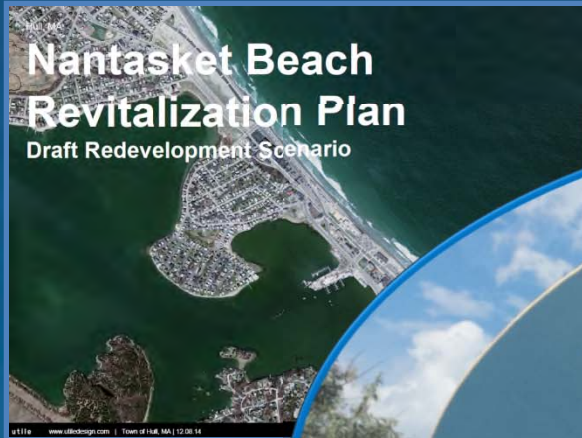 Hull, MA
Nantasket Beach
Revitalization Plan
Draft Redevelopment Scenario
utile www.utiledesign.com | Town of Hull, MA | 12.08.14